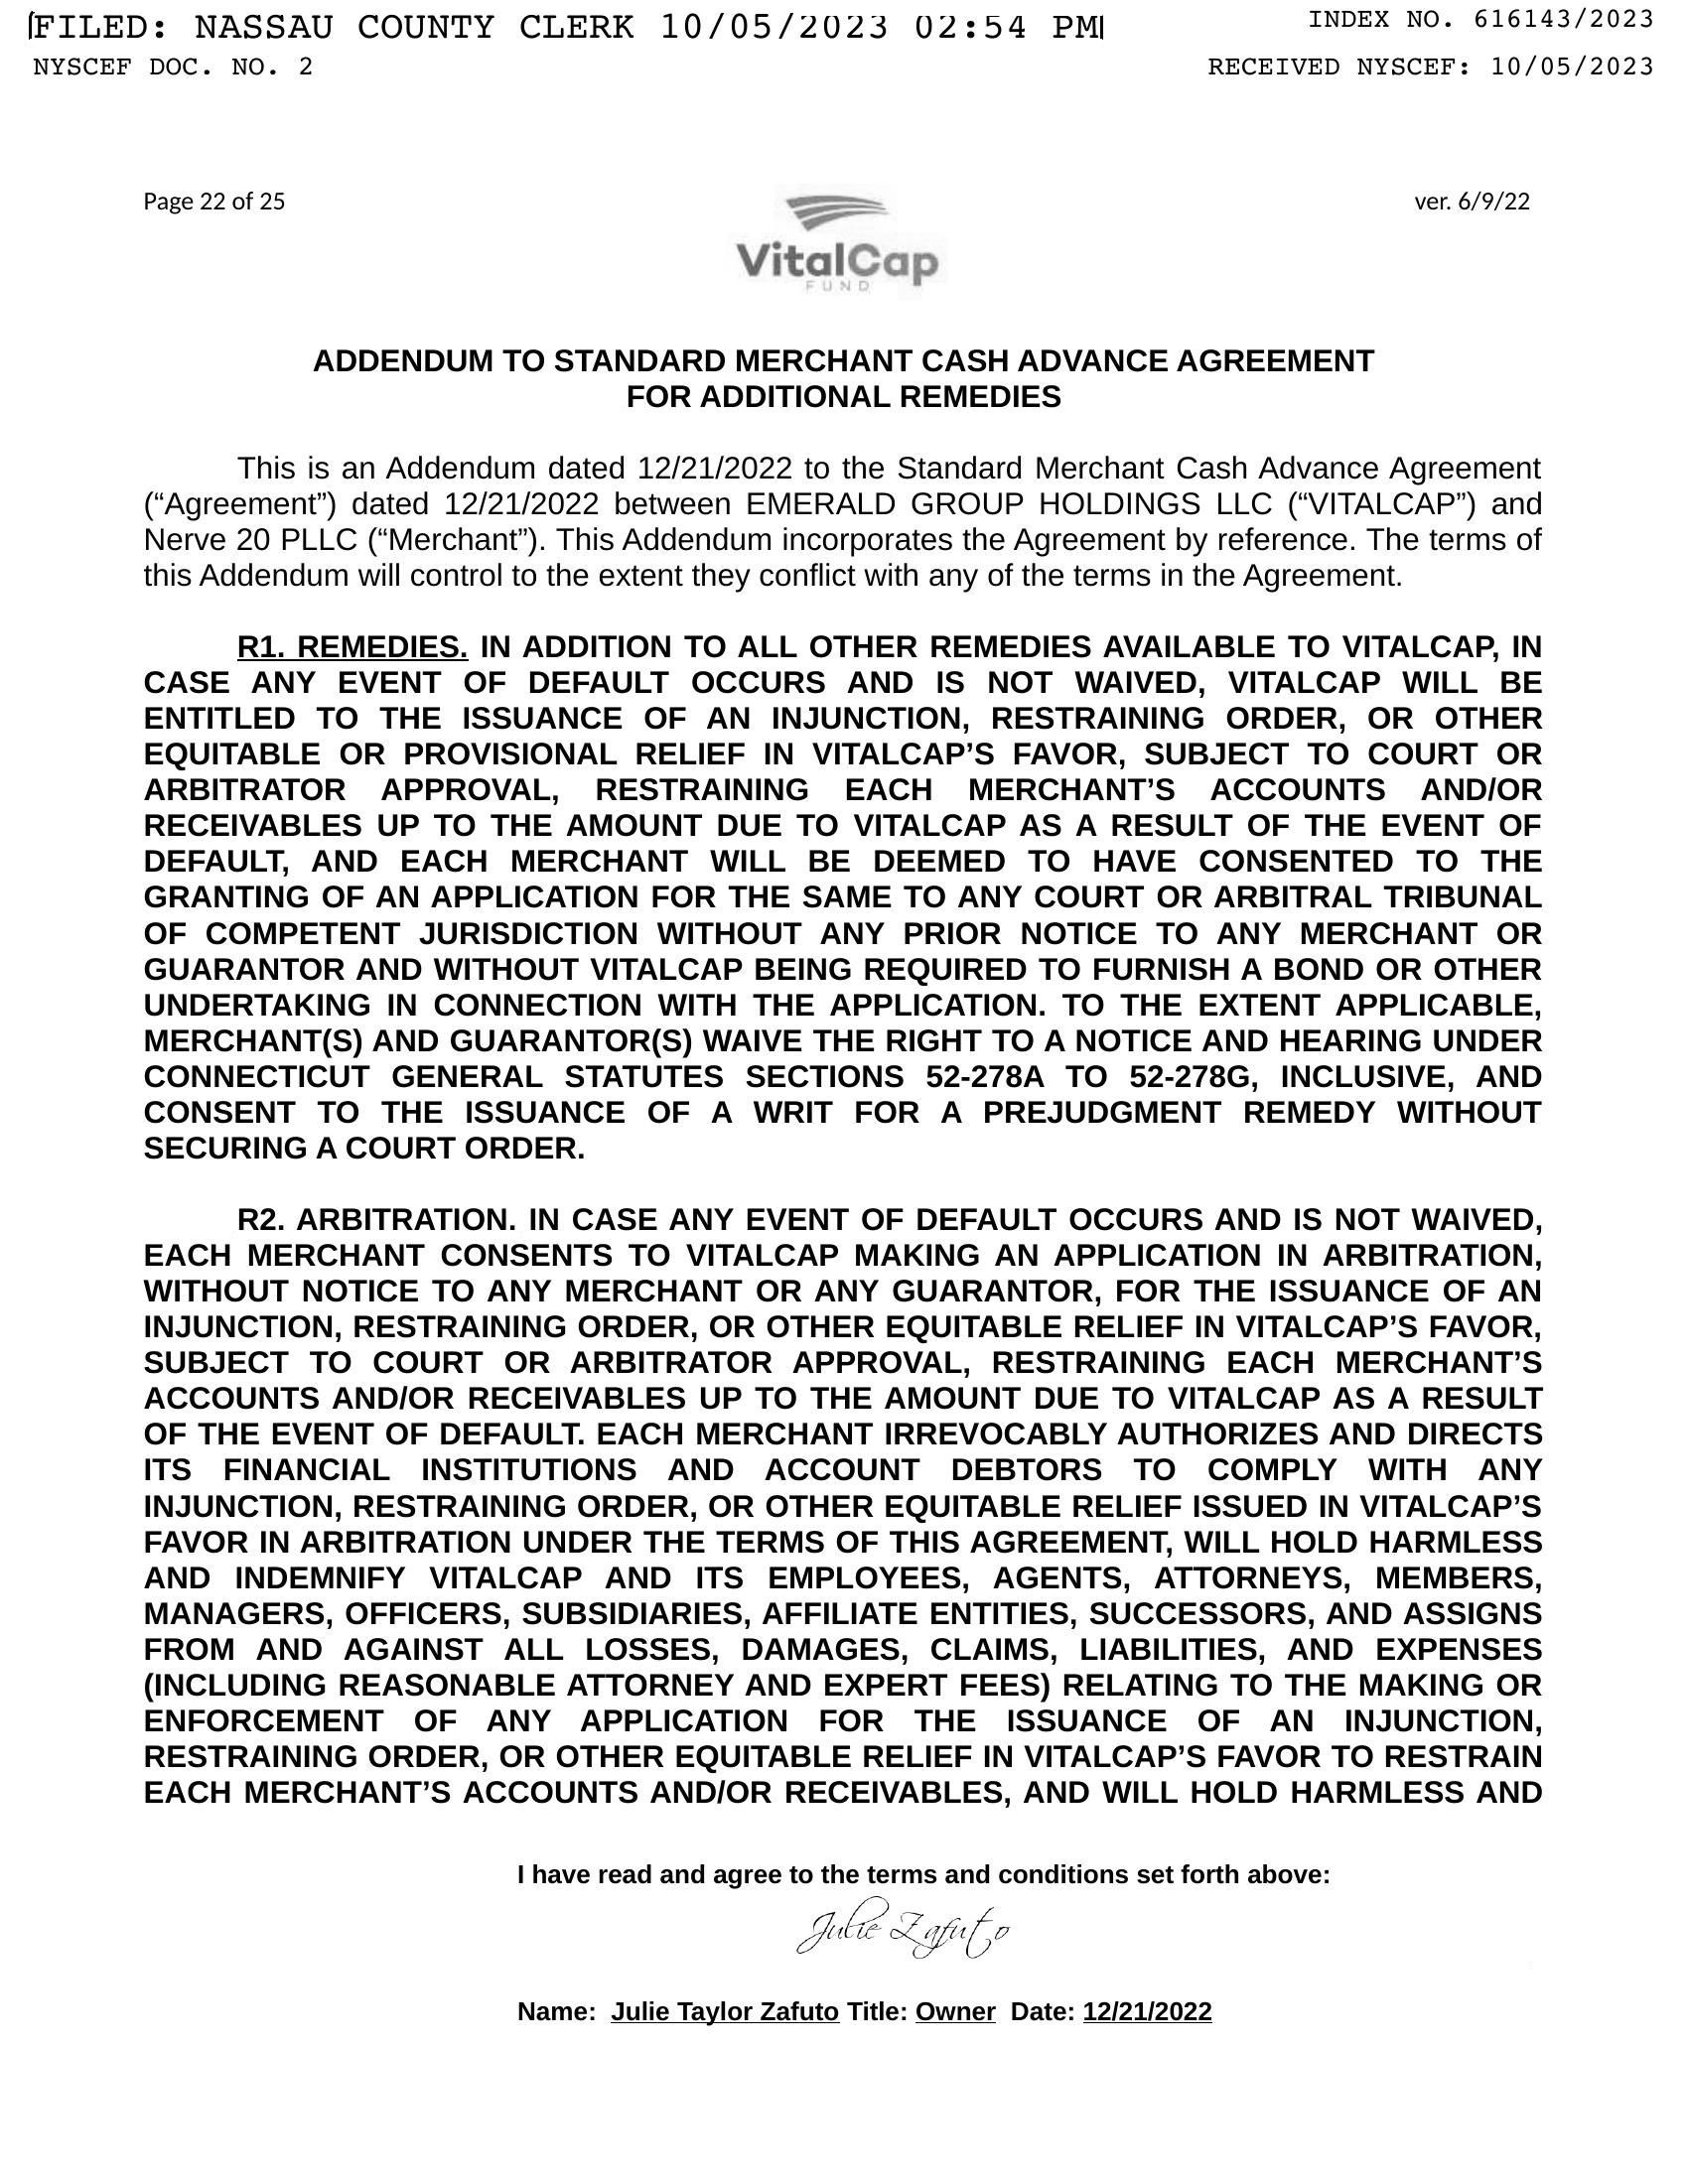 FILED: NASSAU COUNTY CLERK 10/05/2023 02:54 PM
INDEX NO. 616143/2023
NYSCEF DOC. NO. 2
RECEIVED NYSCEF: 10/05/2023
Page 22 of 25
ver. 6/9/22
VitalCap
FUND
ADDENDUM TO STANDARD MERCHANT CASH ADVANCE AGREEMENT
FOR ADDITIONAL REMEDIES
This is an Addendum dated 12/21/2022 to the Standard Merchant Cash Advance Agreement
(“Agreement”) dated 12/21/2022 between EMERALD GROUP HOLDINGS LLC (“VITALCAP”) and
Nerve 20 PLLC (“Merchant”). This Addendum incorporates the Agreement by reference. The terms of
this Addendum will control to the extent they conflict with any of the terms in the Agreement.
R1. REMEDIES. IN ADDITION TO ALL OTHER REMEDIES AVAILABLE TO VITALCAP, IN
CASE ANY EVENT OF DEFAULT OCCURS AND IS NOT WAIVED, VITALCAP WILL BE
ENTITLED TO THE ISSUANCE OF AN INJUNCTION, RESTRAINING ORDER, OR OTHER
EQUITABLE OR PROVISIONAL RELIEF IN VITALCAP’S FAVOR, SUBJECT TO COURT OR
ARBITRATOR APPROVAL, RESTRAINING EACH MERCHANT’S ACCOUNTS AND/OR
RECEIVABLES UP TO THE AMOUNT DUE TO VITALCAP AS A RESULT OF THE EVENT OF
DEFAULT, AND EACH MERCHANT WILL BE DEEMED TO HAVE CONSENTED TO THE
GRANTING OF AN APPLICATION FOR THE SAME TO ANY COURT OR ARBITRAL TRIBUNAL
OF COMPETENT JURISDICTION WITHOUT ANY PRIOR NOTICE TO ANY MERCHANT OR
GUARANTOR AND WITHOUT VITALCAP BEING REQUIRED TO FURNISH A BOND OR OTHER
UNDERTAKING IN CONNECTION WITH THE APPLICATION. TO THE EXTENT APPLICABLE,
MERCHANT(S) AND GUARANTOR(S) WAIVE THE RIGHT TO A NOTICE AND HEARING UNDER
CONNECTICUT GENERAL STATUTES SECTIONS 52-278A TO 52-278G, INCLUSIVE, AND
CONSENT TO THE ISSUANCE OF A WRIT FOR A PREJUDGMENT REMEDY WITHOUT
SECURING A COURT ORDER.
R2. ARBITRATION. IN CASE ANY EVENT OF DEFAULT OCCURS AND IS NOT WAIVED,
EACH MERCHANT CONSENTS TO VITALCAP MAKING AN APPLICATION IN ARBITRATION,
WITHOUT NOTICE TO ANY MERCHANT OR ANY GUARANTOR, FOR THE ISSUANCE OF AN
INJUNCTION, RESTRAINING ORDER, OR OTHER EQUITABLE RELIEF IN VITALCAP’S FAVOR,
SUBJECT TO COURT OR ARBITRATOR APPROVAL, RESTRAINING EACH MERCHANT’S
ACCOUNTS AND/OR RECEIVABLES UP TO THE AMOUNT DUE TO VITALCAP AS A RESULT
OF THE EVENT OF DEFAULT. EACH MERCHANT IRREVOCABLY AUTHORIZES AND DIRECTS
ITS FINANCIAL INSTITUTIONS AND ACCOUNT DEBTORS TO COMPLY WITH ANY
INJUNCTION, RESTRAINING ORDER, OR OTHER EQUITABLE RELIEF ISSUED IN VITALCAP’S
FAVOR IN ARBITRATION UNDER THE TERMS OF THIS AGREEMENT, WILL HOLD HARMLESS
AND INDEMNIFY VITALCAP AND ITS EMPLOYEES, AGENTS, ATTORNEYS, MEMBERS,
MANAGERS, OFFICERS, SUBSIDIARIES, AFFILIATE ENTITIES, SUCCESSORS, AND ASSIGNS
FROM AND AGAINST ALL LOSSES, DAMAGES, CLAIMS, LIABILITIES, AND EXPENSES
(INCLUDING REASONABLE ATTORNEY AND EXPERT FEES) RELATING TO THE MAKING OR
ENFORCEMENT OF ANY APPLICATION FOR THE ISSUANCE OF AN INJUNCTION,
RESTRAINING ORDER, OR OTHER EQUITABLE RELIEF IN VITALCAP’S FAVOR TO RESTRAIN
EACH MERCHANT’S ACCOUNTS AND/OR RECEIVABLES, AND WILL HOLD HARMLESS AND
I have read and agree to the terms and conditions set forth above:
Julie Zafuto
Name: Julie Taylor Zafuto Title: Owner Date: 12/21/2022